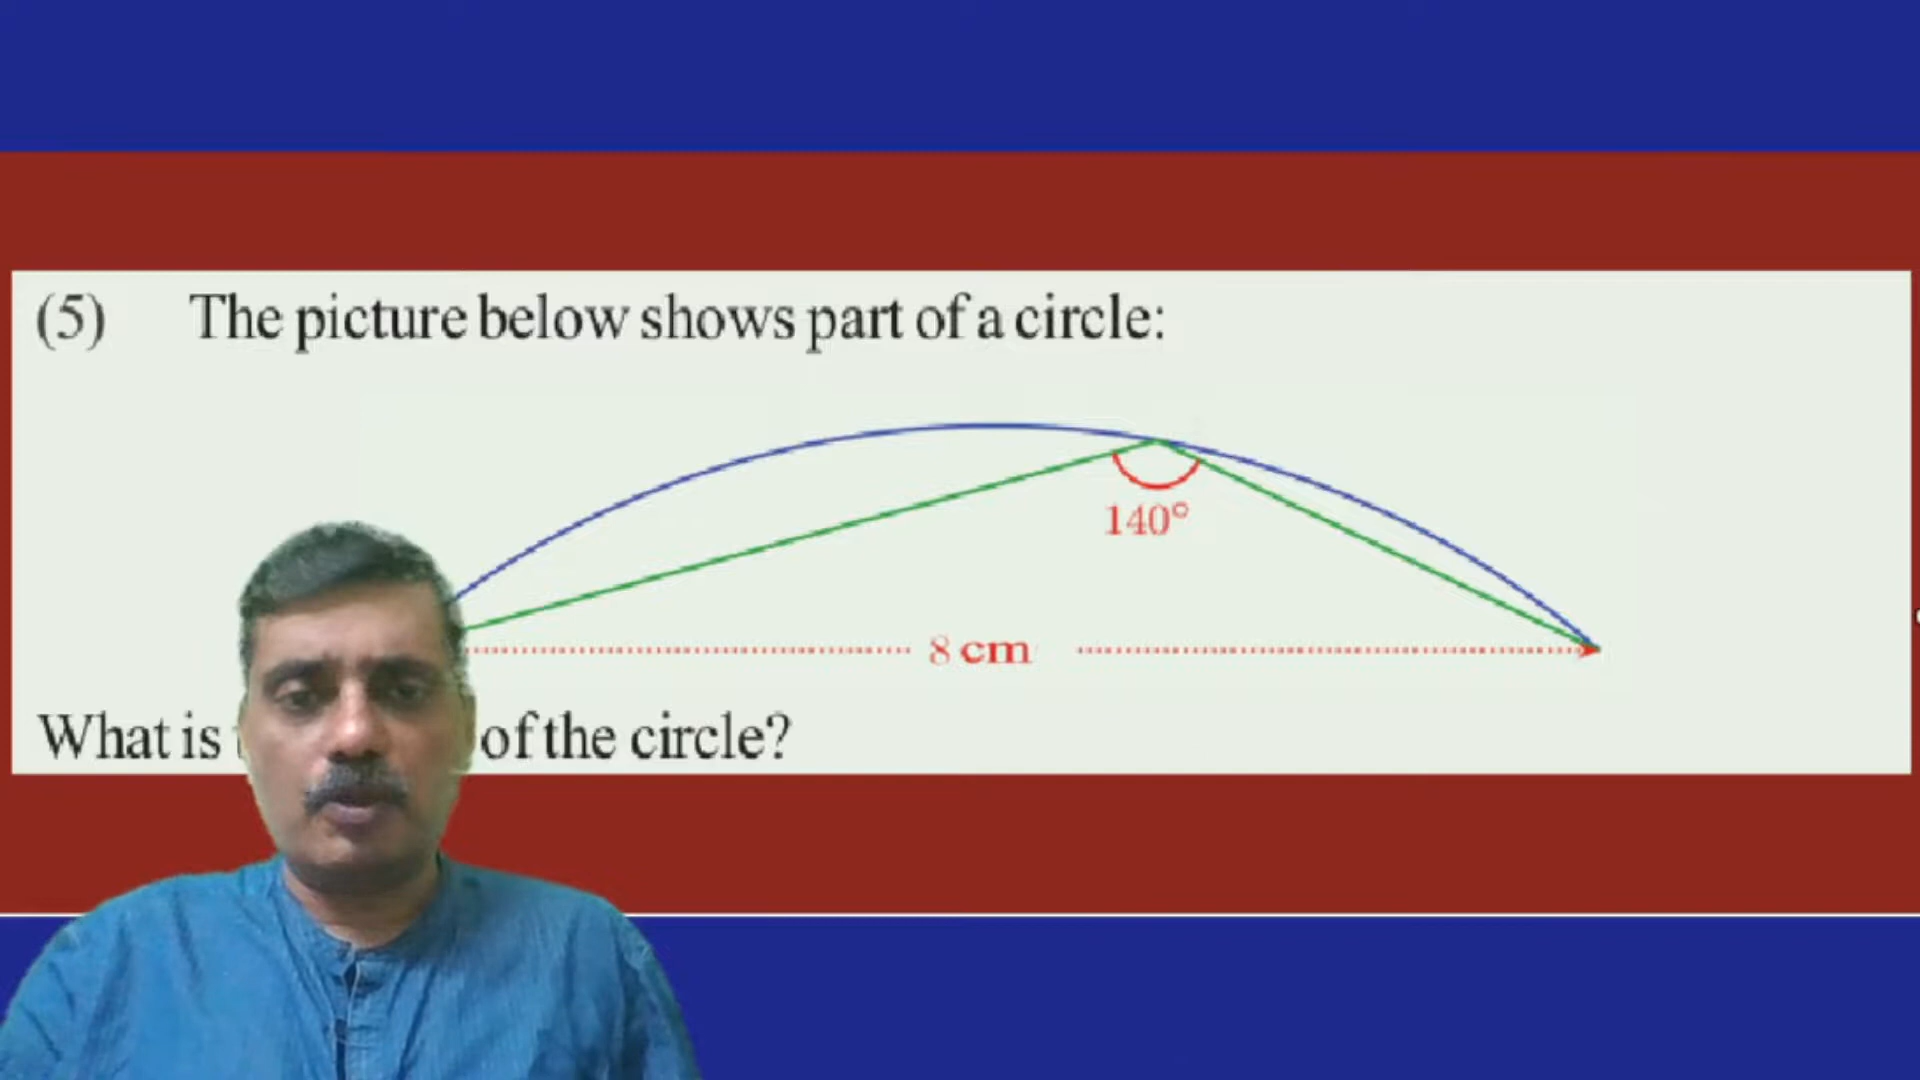 (5) The picture below shows part of a circle:
140°
8 cm
What is of the circle?